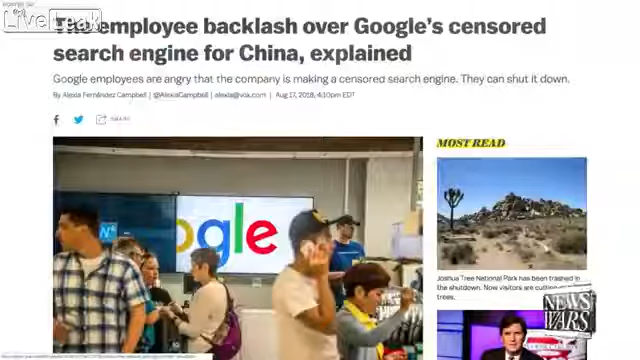 LiveLeak
The employee backlash over Google's censored
search engine for China, explained
Google employees are angry that the company is making a censored search engine. They can shut it down.
By Alexia Fernández Campbell | @AlexiaCampbell | alexia@vox.com | Aug 17, 2018, 4:10pm EDT
SHARE
MOST READ
ogle
Joshua Tree National Park has been trashed in
the shutdown. Now visitors are cutting
trees.
NEWS
WARS